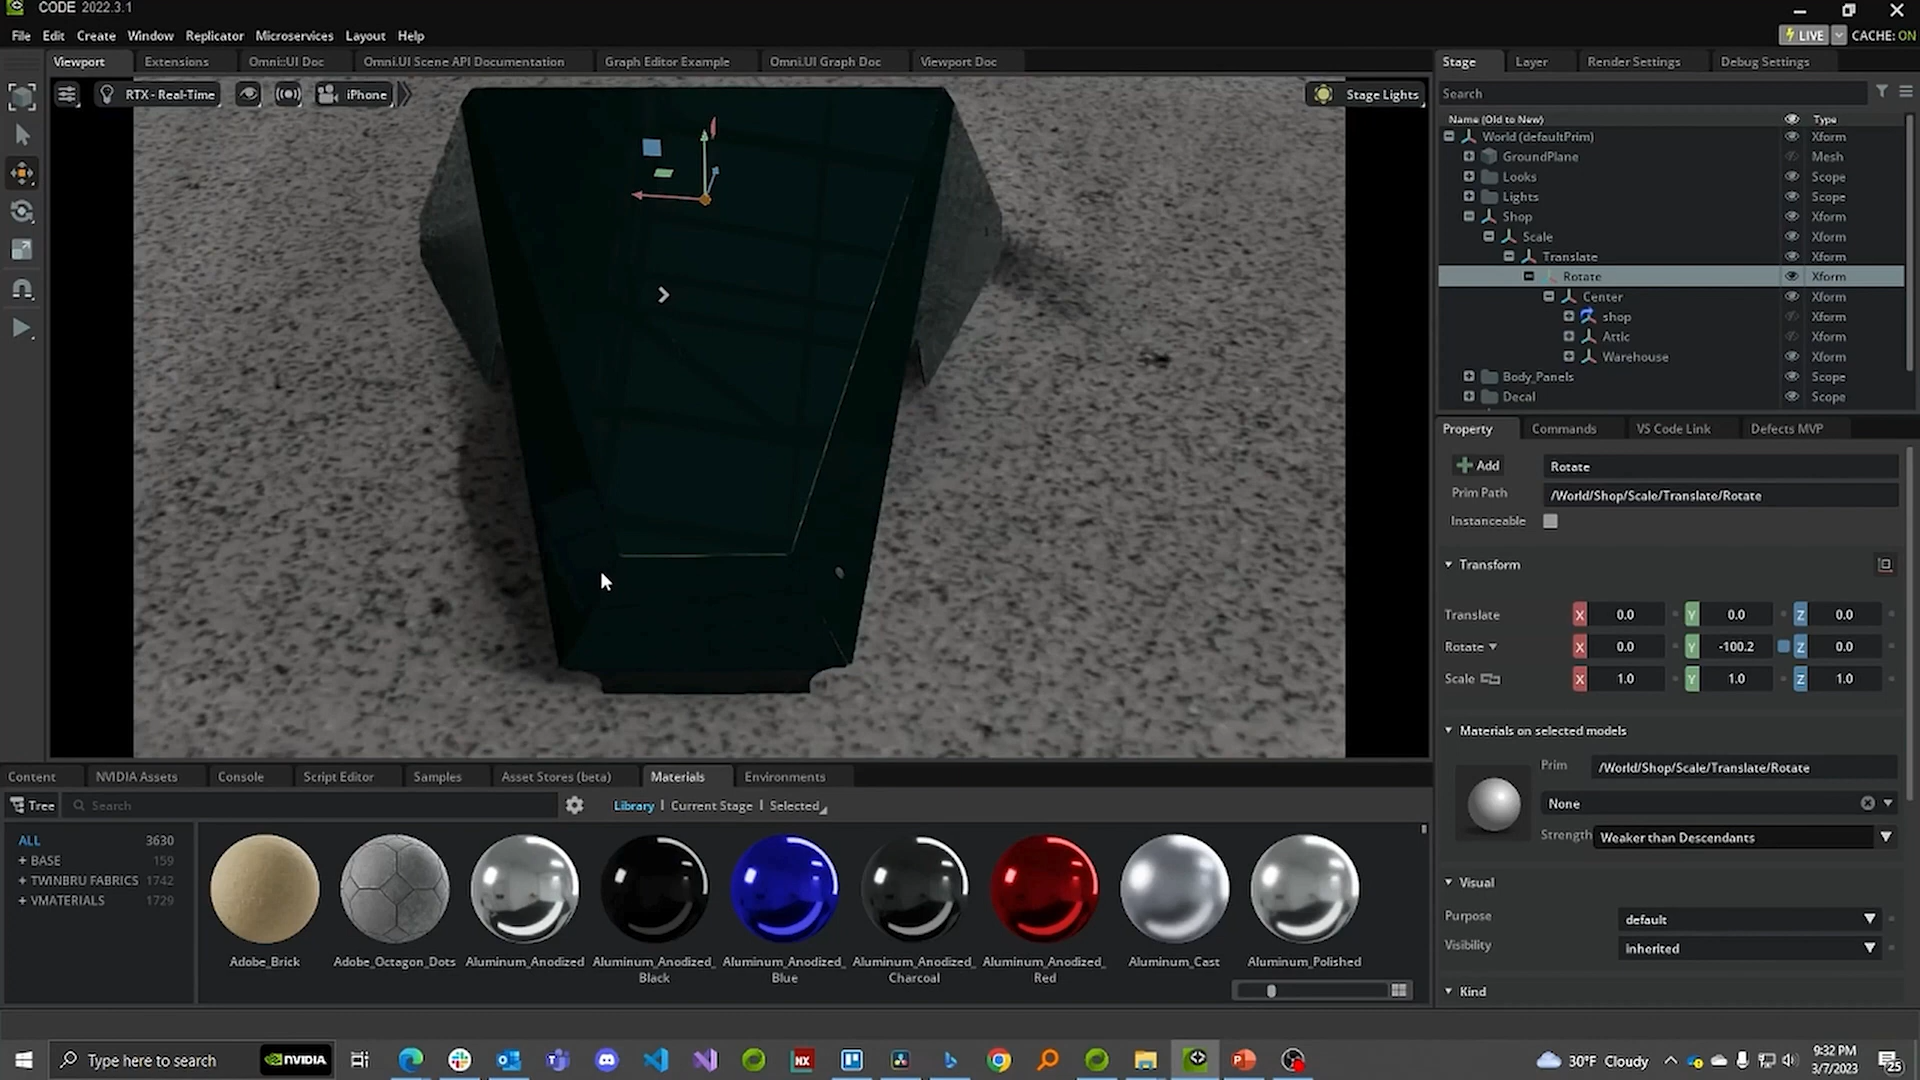 CODE 2022.3.1
File Edit Create Window Replicator Microservices Layout Help
LIVE CACHE: ON
Viewport Extensions Omni::UI Doc Omni.UI Scene API Documentation Graph Editor Example Omni.UI Graph Doc Viewport Doc
Stage Layer Render Settings Debug Settings
RTX - Real-Time iPhone Stage Lights
Search
Name (Old to New) Type
World (defaultPrim) Xform
GroundPlane Mesh
Looks Scope
Lights Scope
Shop Xform
Scale Xform
Translate Xform
Rotate Xform
Center Xform
shop Xform
Attic Xform
Warehouse Xform
Body_Panels Scope
Decal Scope
Property Commands VS Code Link Defects MVP
Add Rotate
Prim Path /World/Shop/Scale/Translate/Rotate
Instanceable
Transform
Translate X 0.0 Y 0.0 Z 0.0
Rotate X 0.0 Y -100.2 Z 0.0
Scale X 1.0 Y 1.0 Z 1.0
Materials on selected models
Prim /World/Shop/Scale/Translate/Rotate
None
Strength Weaker than Descendants
Visual
Purpose default
Visibility inherited
Kind
Content NVIDIA Assets Console Script Editor Samples Asset Stores (beta) Materials Environments
Tree Search Library | Current Stage | Selected
ALL 3630
+ BASE 159
+ TWINBRU FABRICS 1742
+ VMATERIALS 1729
Adobe_Brick Adobe_Octagon_Dots Aluminum_Anodized Aluminum_Anodized_ Aluminum_Anodized_ Aluminum_Anodized_ Aluminum_Anodized_ Aluminum_Cast Aluminum_Polished
Black Blue Charcoal Red
Type here to search NVIDIA NX 30°F Cloudy 9:32 PM
3/7/2023 25